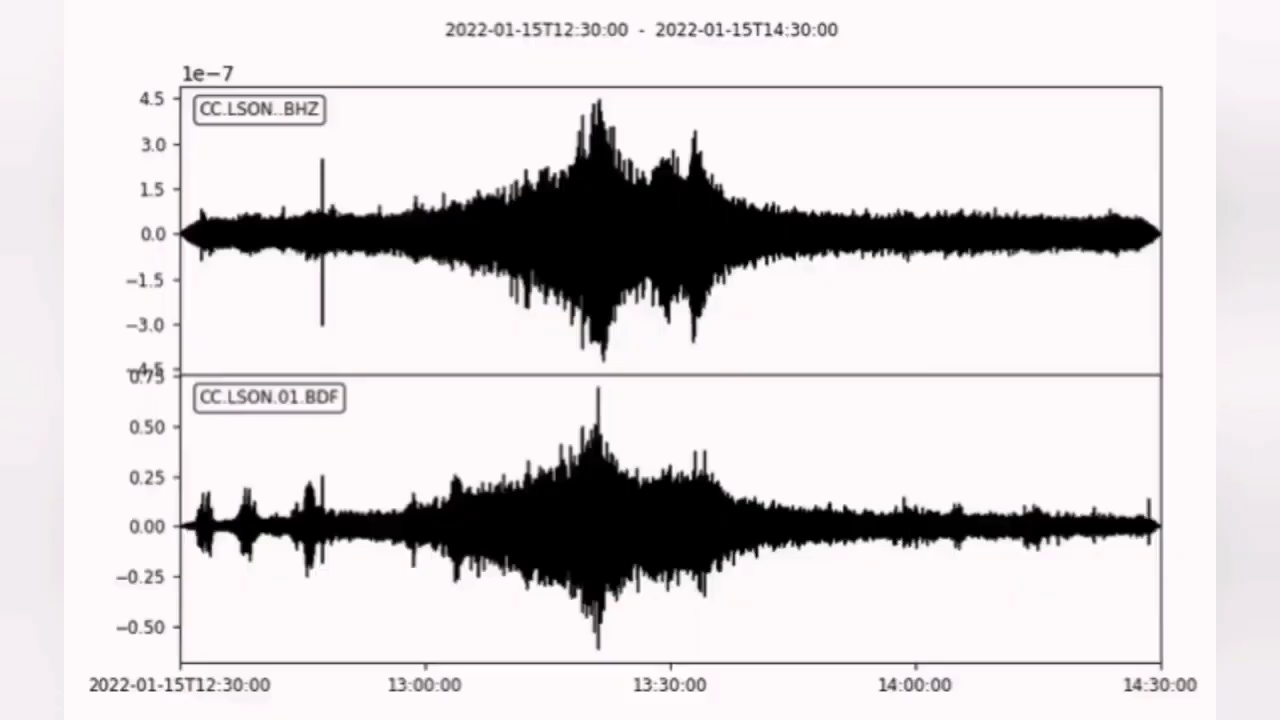 2022-01-15T12:30:00 - 2022-01-15T14:30:00
1e−7
CC.LSON..BHZ
4.5
3.0
1.5
0.0
−1.5
−3.0
−4.5
0.75
CC.LSON.01.BDF
0.50
0.25
0.00
−0.25
−0.50
2022-01-15T12:30:00 13:00:00 13:30:00 14:00:00 14:30:00